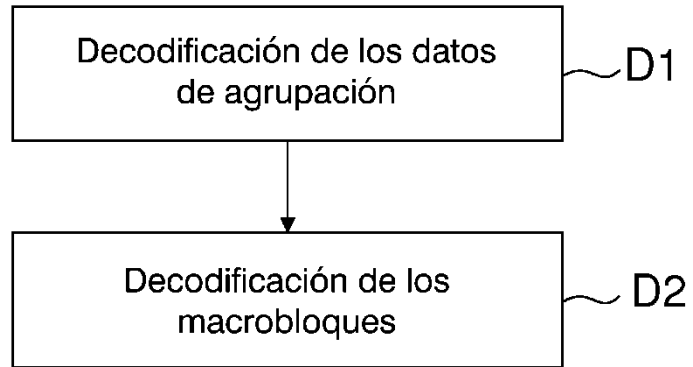 Decodificación de los datos
de agrupación
D1
Decodificación de los
macrobloques
D2